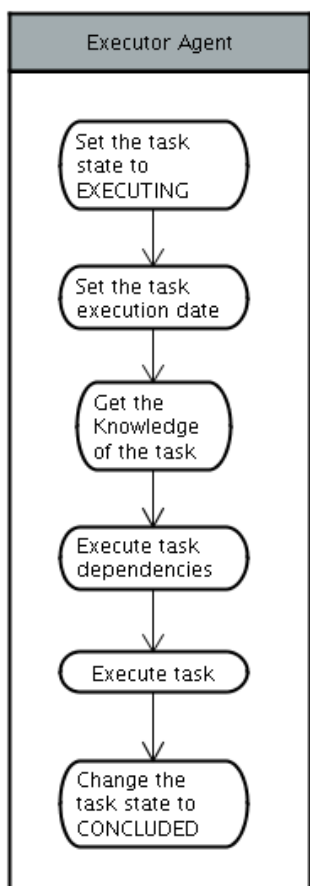 Executor Agent
Set the task
state to
EXECUTING
Set the task
execution date
Get the
Knowledge
of the task
Execute task
dependencies
Execute task
Change the
task state to
CONCLUDED